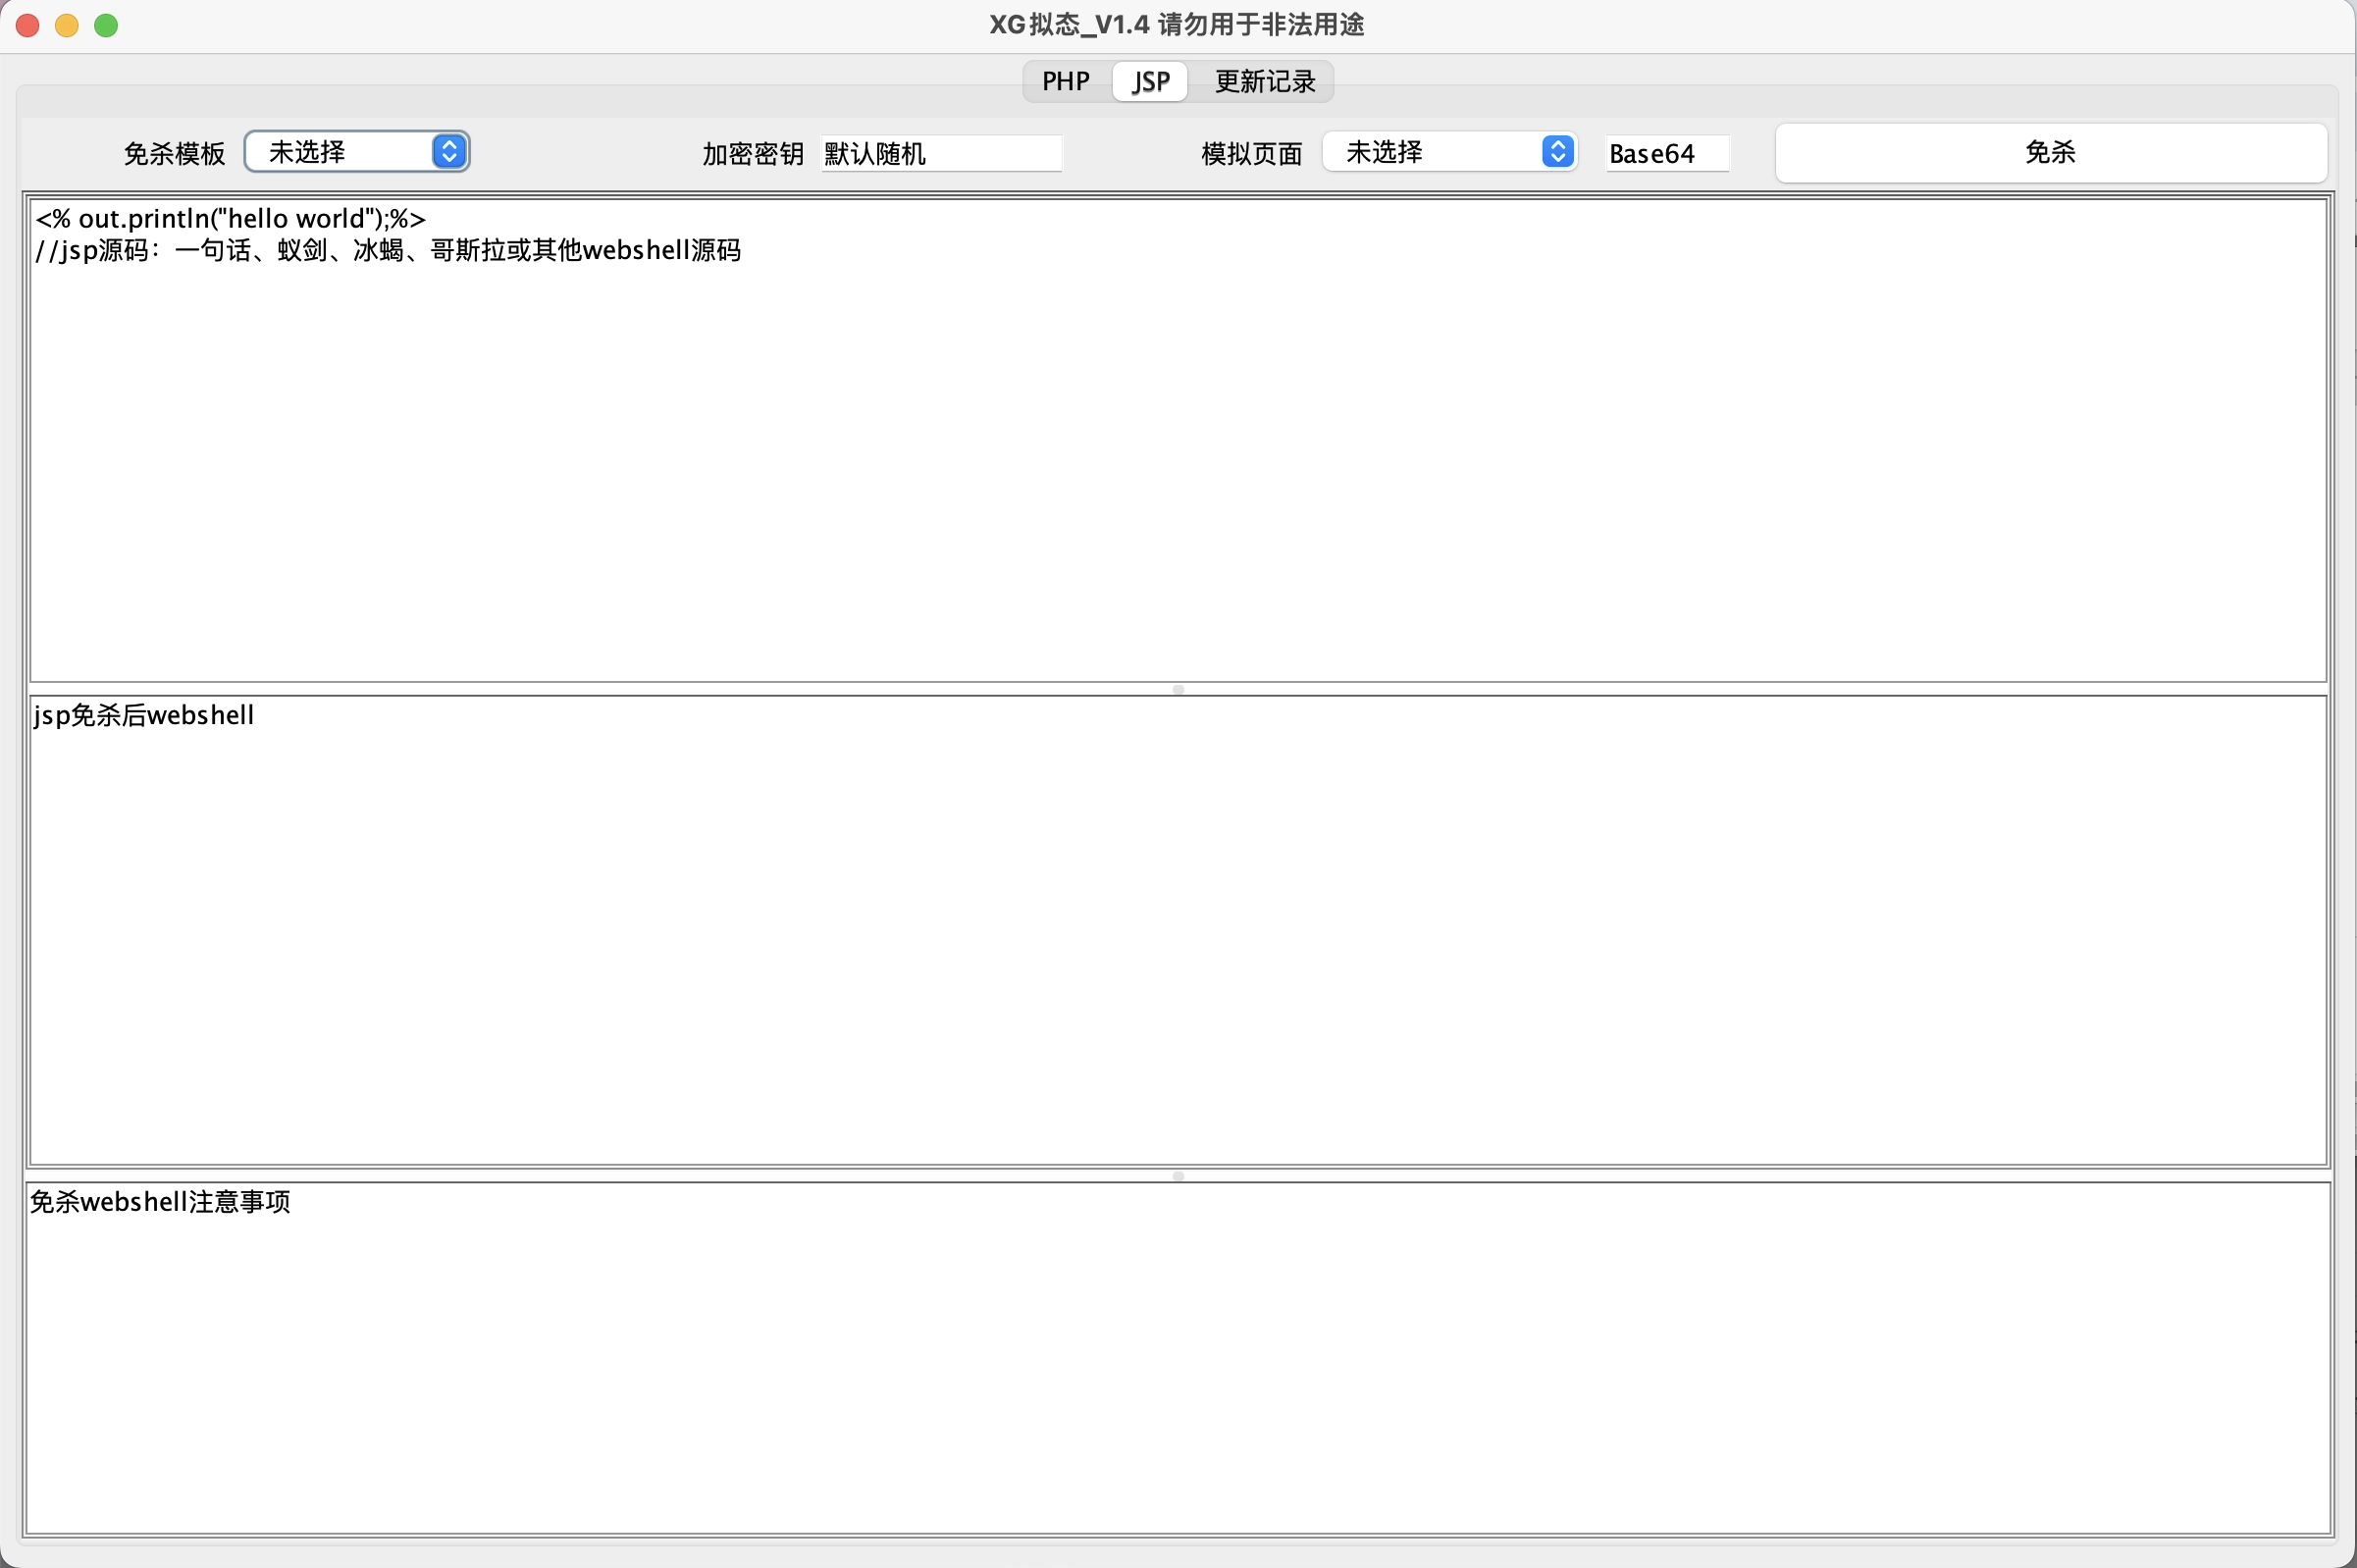 XG拟态_V1.4 请勿用于非法用途
PHP JSP 更新记录
免杀模板 未选择 加密密钥 默认随机 模拟页面 未选择 Base64 免杀
<% out.println("hello world");%>
//jsp源码：一句话、蚁剑、冰蝎、哥斯拉或其他webshell源码
jsp免杀后webshell
免杀webshell注意事项